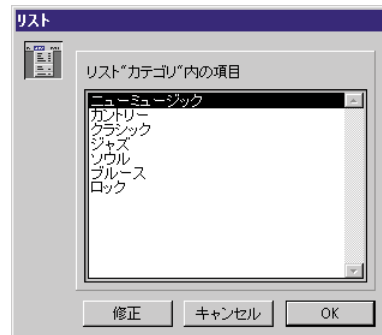 リスト
リスト“カテゴリ”内の項目
ニューミュージック
カントリー
クラシック
ジャズ
ソウル
ブルース
ロック
修正
キャンセル
OK